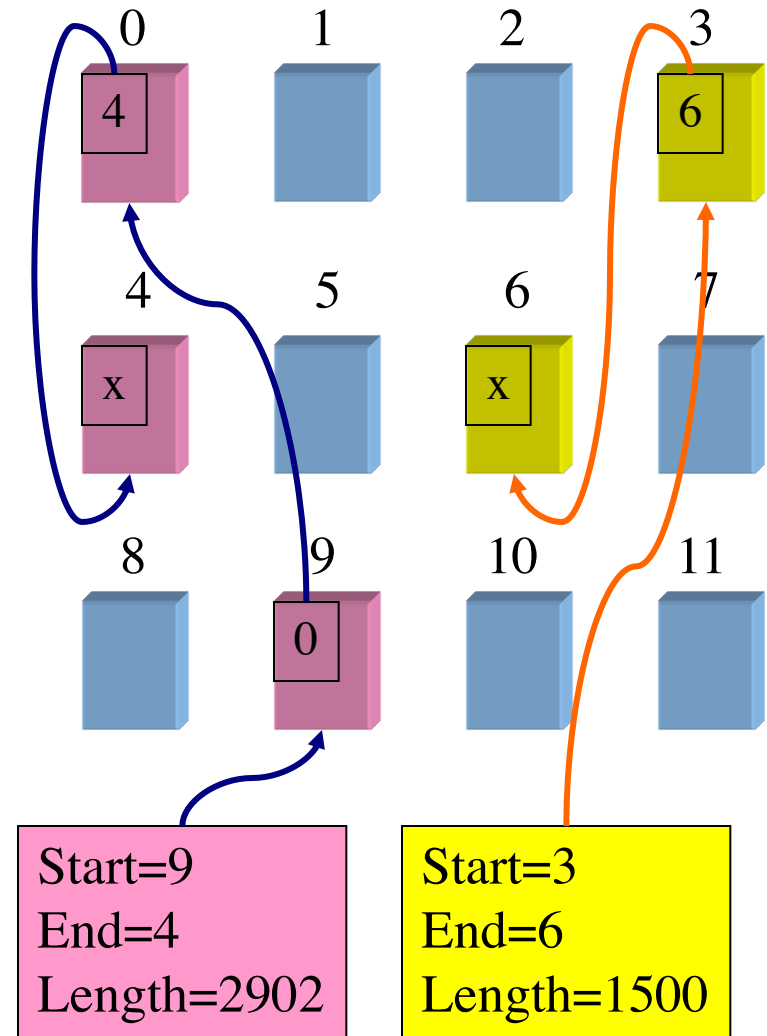 0 1 2 3
4 6
4 5 6 7
x x
8 9 10 11
0
Start=9
End=4
Length=2902
Start=3
End=6
Length=1500